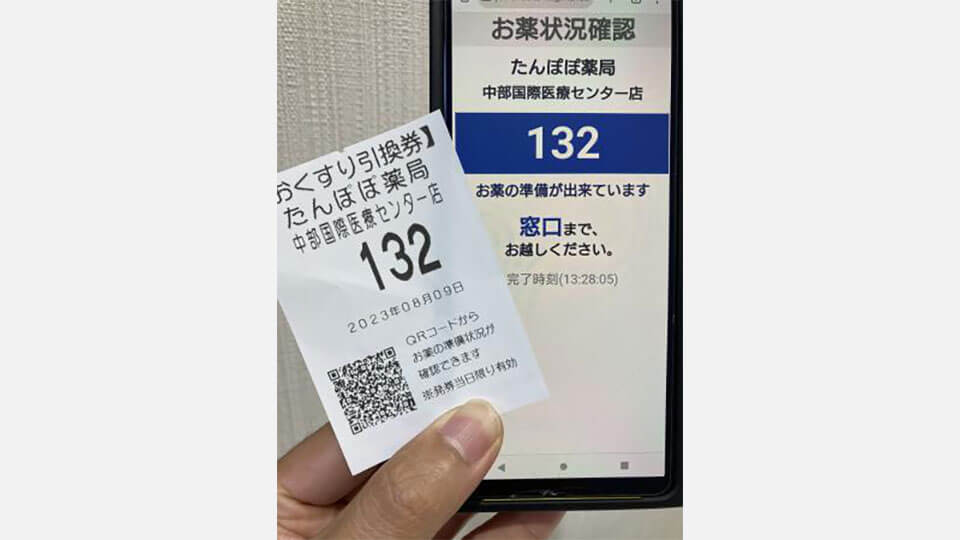 おくすり引換券】
たんぽぽ薬局
中部国際医療センター店
132
2023年08月09日
QRコードから
お薬の準備状況が
確認できます
※発券当日限り有効
お薬状況確認
たんぽぽ薬局
中部国際医療センター店
132
お薬の準備が出来ています
窓口まで、
お越しください。
完了時刻(13:28:05)